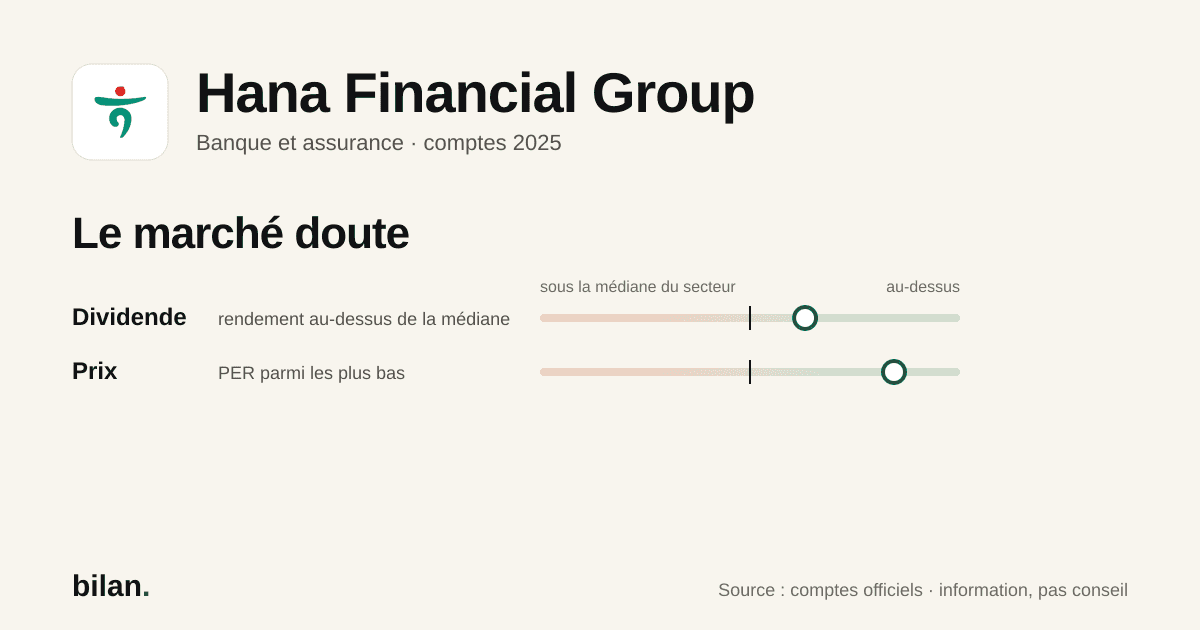 Hana Financial Group
Banque et assurance · comptes 2025
Le marché doute
sous la médiane du secteur au-dessus
Dividende rendement au-dessus de la médiane
Prix PER parmi les plus bas
bilan.
Source : comptes officiels · information, pas conseil